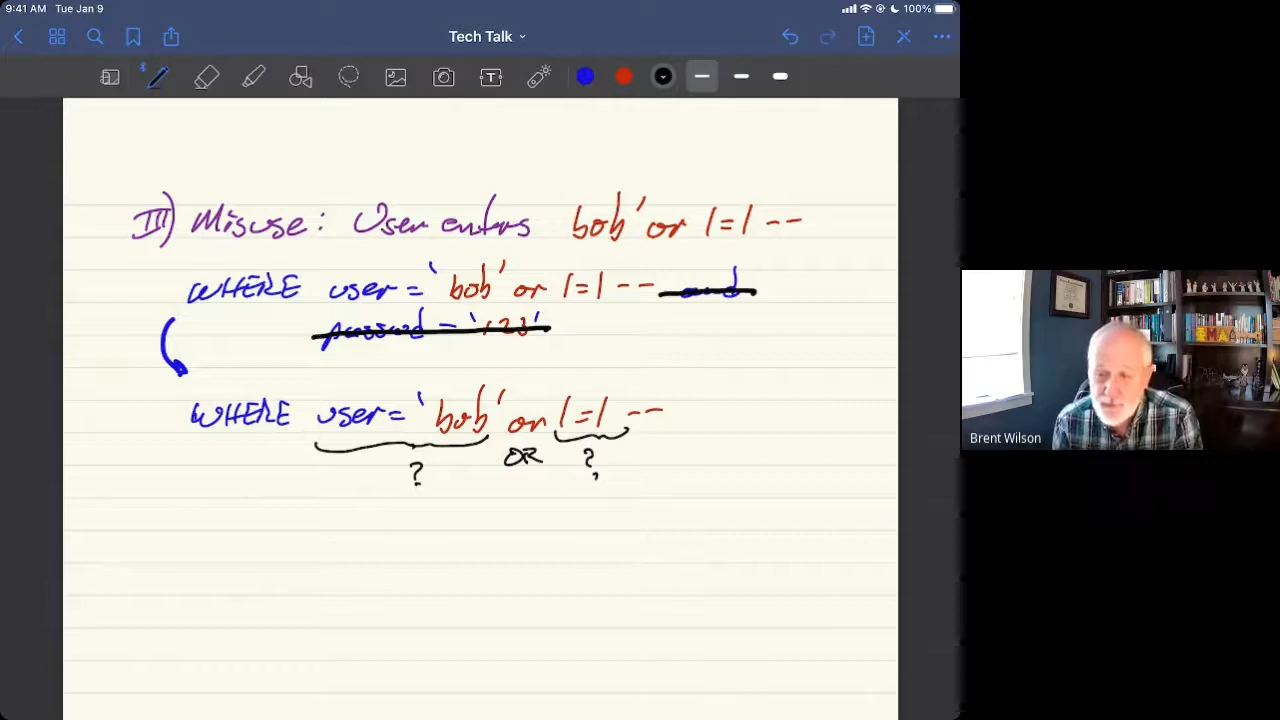 9:41 AM Tue Jan 9
100%
Tech Talk
T
III) Misuse: User enters bob' or 1=1 --
WHERE user = 'bob' or 1=1 -- and
password = '123'
WHERE user = 'bob' or 1=1 --
? OR ?
Brent Wilson